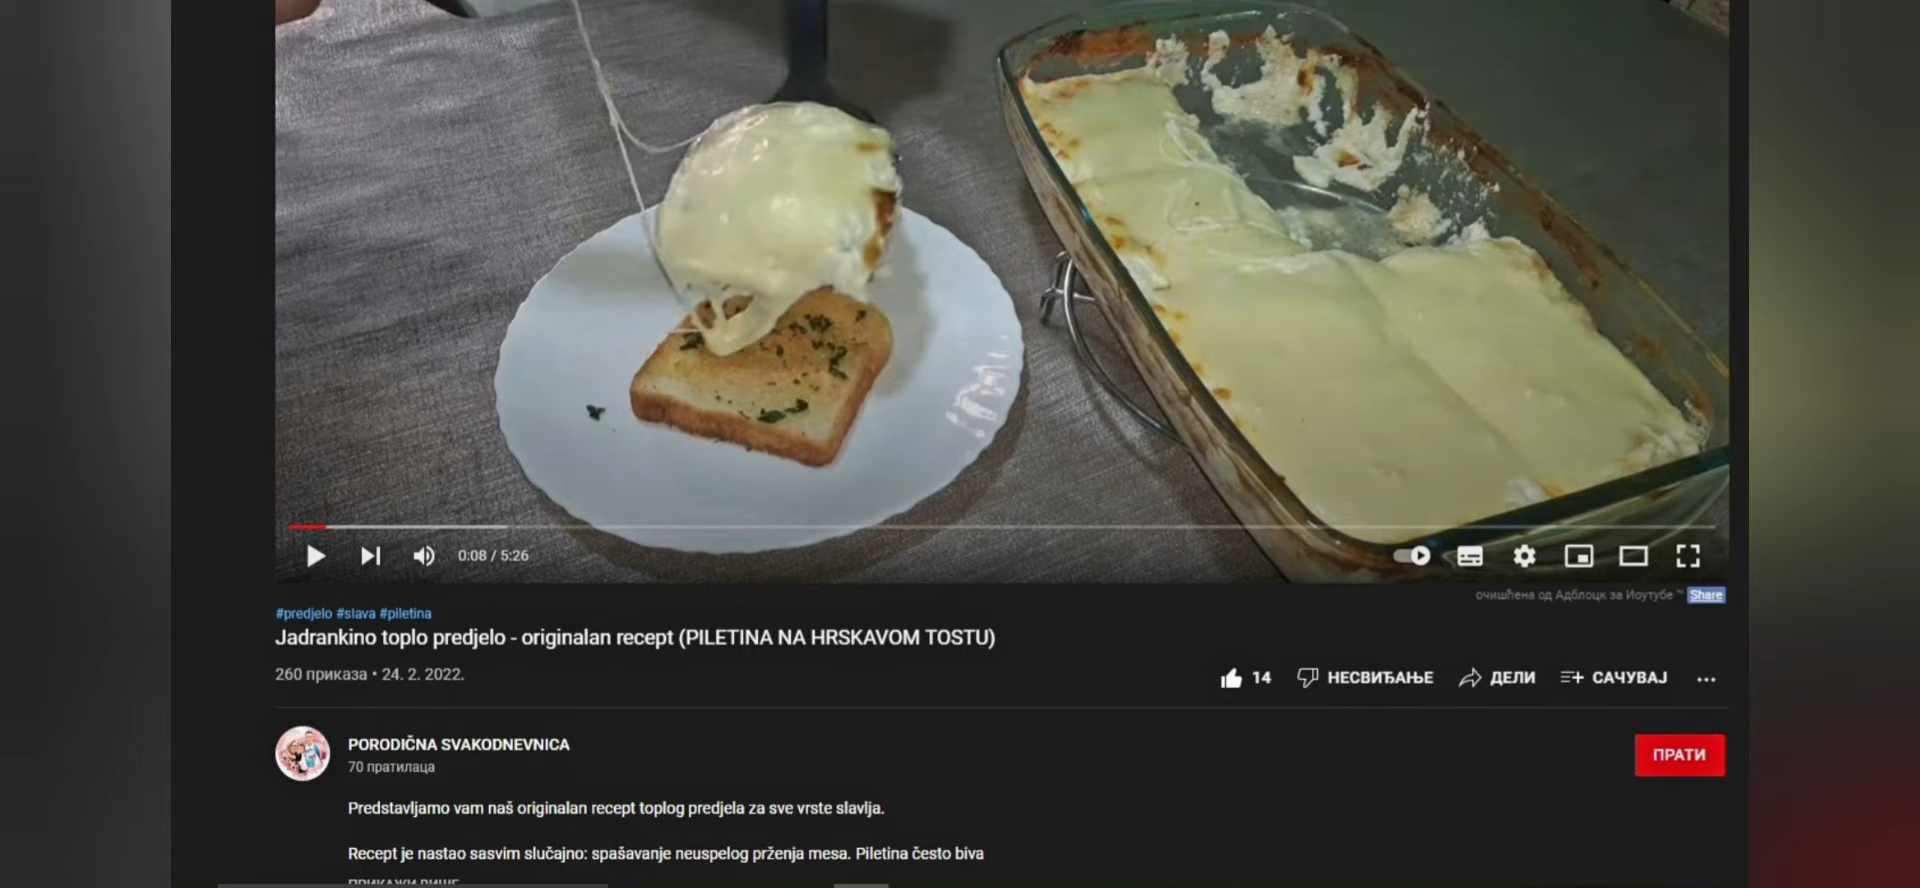 0:08 / 5:26
очишћена од Адблоцк за Иоутубе ™ Share
#predjelo #slava #piletina
Jadrankino toplo predjelo - originalan recept (PILETINA NA HRSKAVOM TOSTU)
260 приказа • 24. 2. 2022.
14 НЕСВИЂАЊЕ ДЕЛИ САЧУВАЈ
PORODIČNA SVAKODNEVNICA
70 пратилаца
ПРАТИ
Predstavljamo vam naš originalan recept toplog predjela za sve vrste slavlja.
Recept je nastao sasvim slučajno: spašavanje neuspelog prženja mesa. Piletina često biva
ПРИКАЖИ ВИШЕ